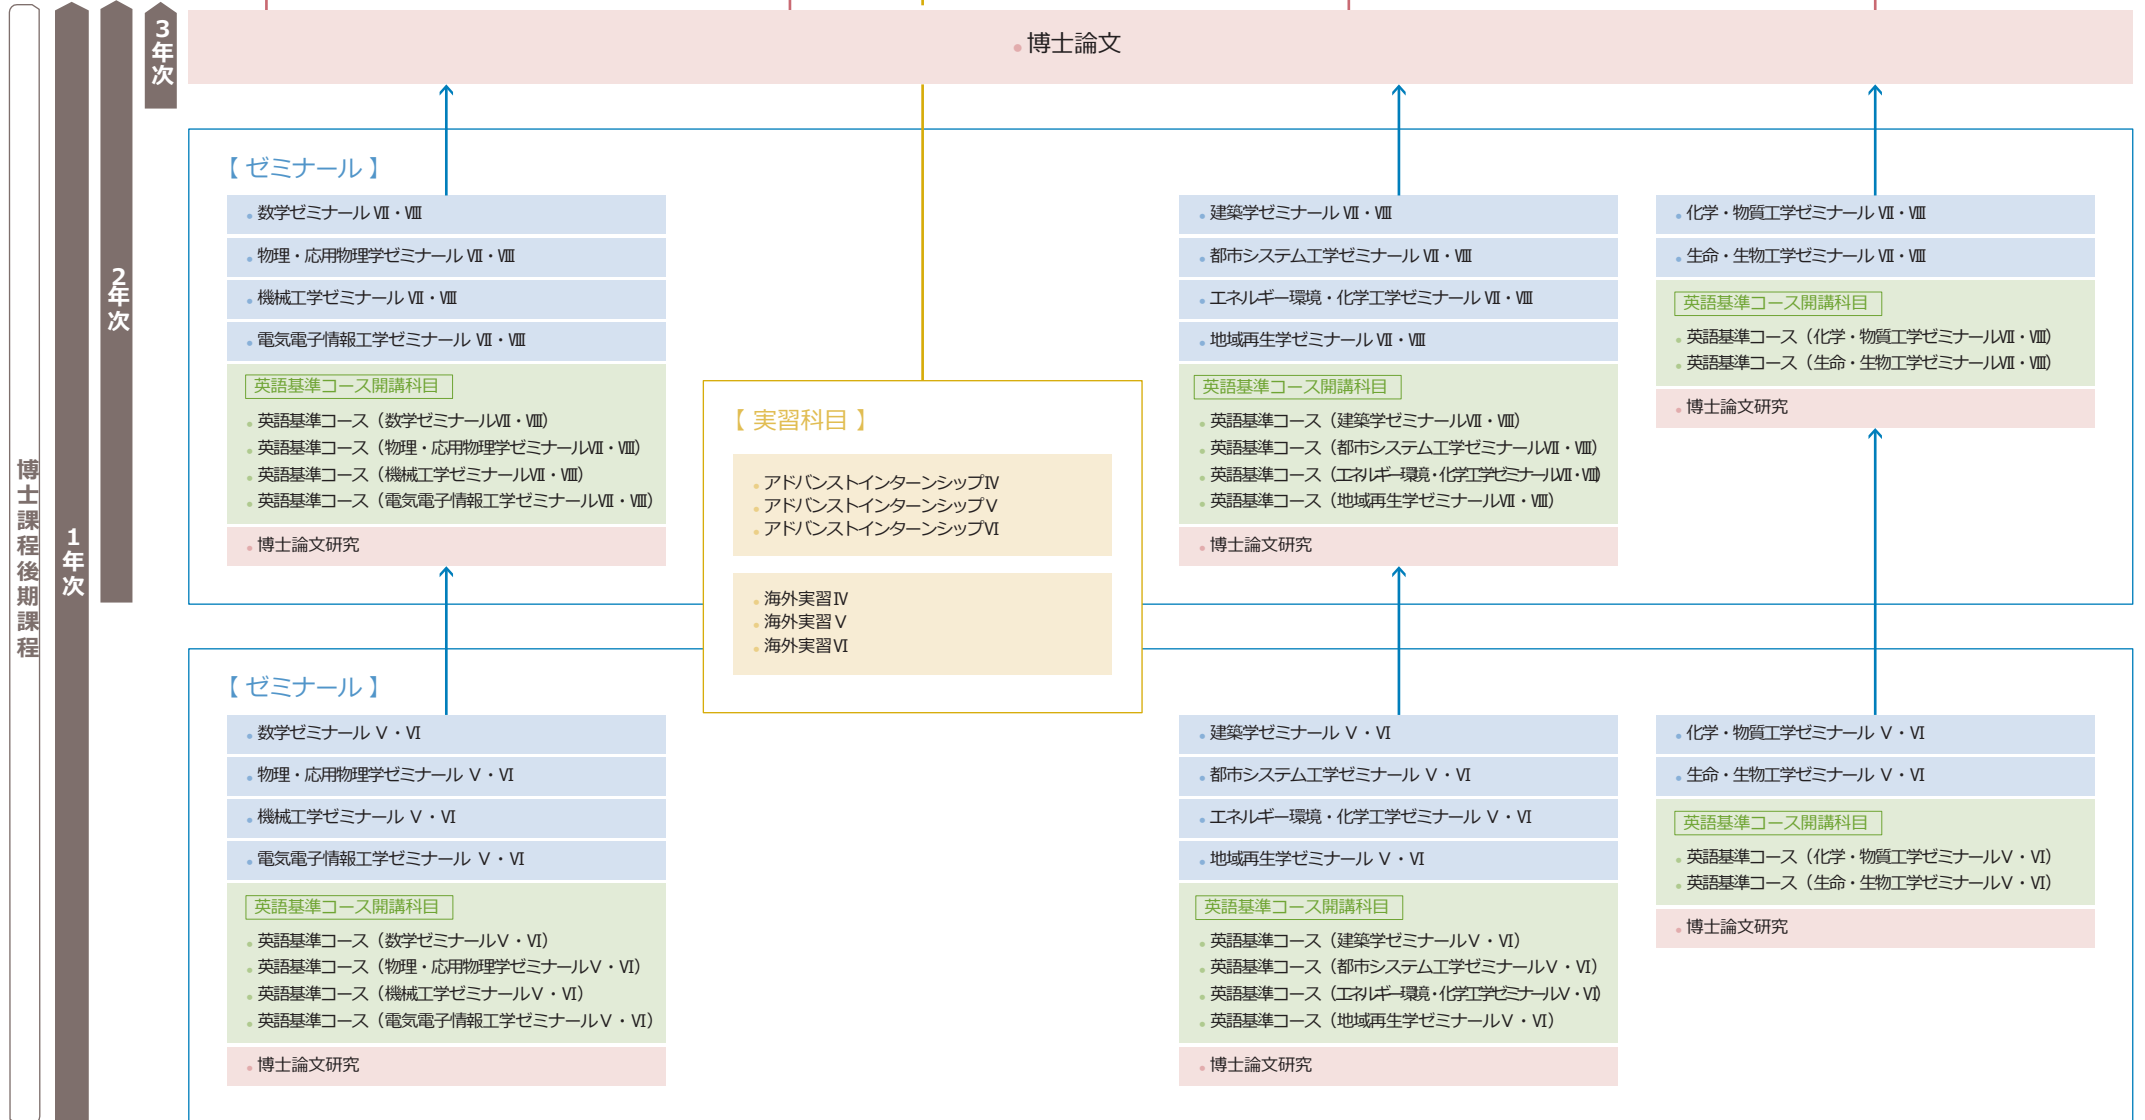 博士課程後期課程
1年次
2年次
3年次
博士論文
【 ゼミナール 】
数学ゼミナール Ⅶ・Ⅷ
物理・応用物理学ゼミナール Ⅶ・Ⅷ
機械工学ゼミナール Ⅶ・Ⅷ
電気電子情報工学ゼミナール Ⅶ・Ⅷ
英語基準コース開講科目
英語基準コース（数学ゼミナールⅦ・Ⅷ）
英語基準コース（物理・応用物理学ゼミナールⅦ・Ⅷ）
英語基準コース（機械工学ゼミナールⅦ・Ⅷ）
英語基準コース（電気電子情報工学ゼミナールⅦ・Ⅷ）
博士論文研究
【 実習科目 】
アドバンストインターンシップⅣ
アドバンストインターンシップⅤ
アドバンストインターンシップⅥ
海外実習Ⅳ
海外実習Ⅴ
海外実習Ⅵ
建築学ゼミナール Ⅶ・Ⅷ
都市システム工学ゼミナール Ⅶ・Ⅷ
エネルギー環境・化学工学ゼミナール Ⅶ・Ⅷ
地域再生学ゼミナール Ⅶ・Ⅷ
英語基準コース開講科目
英語基準コース（建築学ゼミナールⅦ・Ⅷ）
英語基準コース（都市システム工学ゼミナールⅦ・Ⅷ）
英語基準コース（エネルギー環境・化学工学ゼミナールⅦ・Ⅷ）
英語基準コース（地域再生学ゼミナールⅦ・Ⅷ）
博士論文研究
化学・物質工学ゼミナール Ⅶ・Ⅷ
生命・生物工学ゼミナール Ⅶ・Ⅷ
英語基準コース開講科目
英語基準コース（化学・物質工学ゼミナールⅦ・Ⅷ）
英語基準コース（生命・生物工学ゼミナールⅦ・Ⅷ）
博士論文研究
【 ゼミナール 】
数学ゼミナール Ⅴ・Ⅵ
物理・応用物理学ゼミナール Ⅴ・Ⅵ
機械工学ゼミナール Ⅴ・Ⅵ
電気電子情報工学ゼミナール Ⅴ・Ⅵ
英語基準コース開講科目
英語基準コース（数学ゼミナールⅤ・Ⅵ）
英語基準コース（物理・応用物理学ゼミナールⅤ・Ⅵ）
英語基準コース（機械工学ゼミナールⅤ・Ⅵ）
英語基準コース（電気電子情報工学ゼミナールⅤ・Ⅵ）
博士論文研究
建築学ゼミナール Ⅴ・Ⅵ
都市システム工学ゼミナール Ⅴ・Ⅵ
エネルギー環境・化学工学ゼミナール Ⅴ・Ⅵ
地域再生学ゼミナール Ⅴ・Ⅵ
英語基準コース開講科目
英語基準コース（建築学ゼミナールⅤ・Ⅵ）
英語基準コース（都市システム工学ゼミナールⅤ・Ⅵ）
英語基準コース（エネルギー環境・化学工学ゼミナールⅤ・Ⅵ）
英語基準コース（地域再生学ゼミナールⅤ・Ⅵ）
博士論文研究
化学・物質工学ゼミナール Ⅴ・Ⅵ
生命・生物工学ゼミナール Ⅴ・Ⅵ
英語基準コース開講科目
英語基準コース（化学・物質工学ゼミナールⅤ・Ⅵ）
英語基準コース（生命・生物工学ゼミナールⅤ・Ⅵ）
博士論文研究